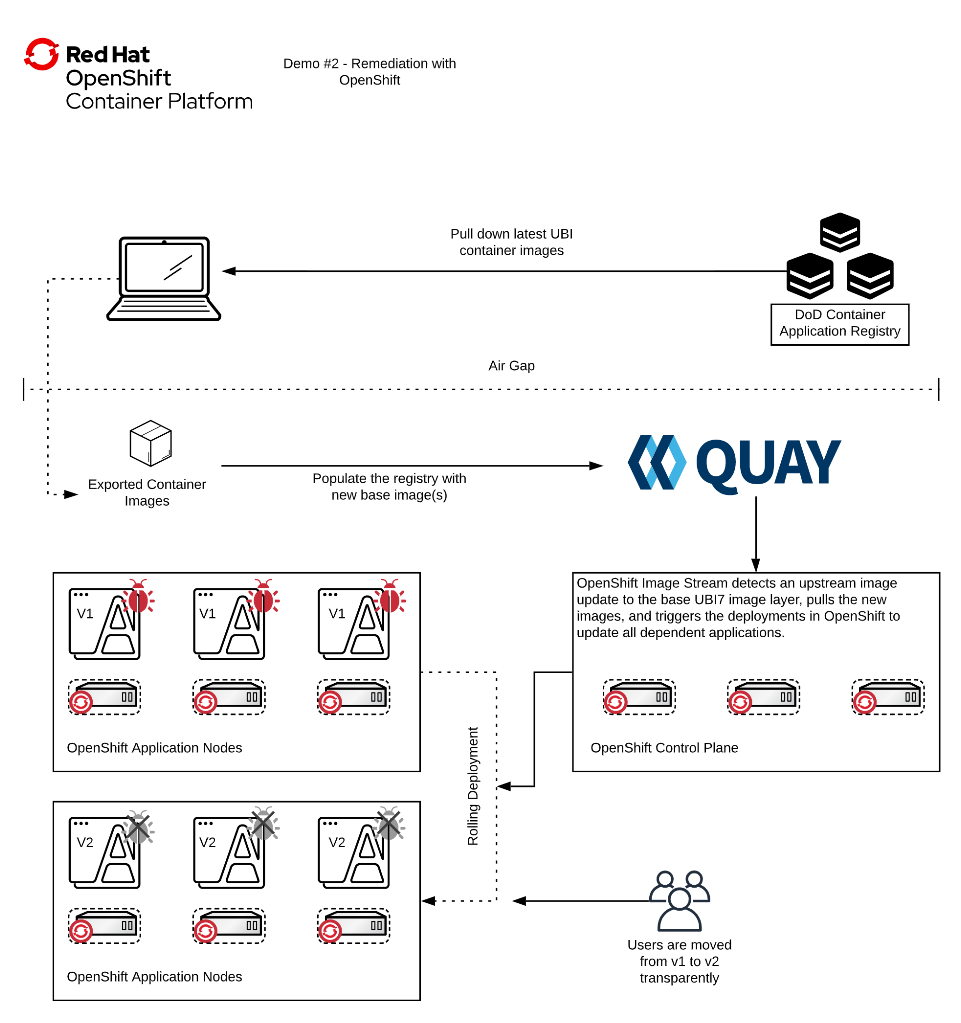 Red Hat
OpenShift
Container Platform
Demo #2 - Remediation with
OpenShift
Pull down latest UBI
container images
DoD Container
Application Registry
Air Gap
Exported Container
Images
Populate the registry with
new base image(s)
QUAY
V1
V1
V1
OpenShift Application Nodes
OpenShift Image Stream detects an upstream image
update to the base UBI7 image layer, pulls the new
images, and triggers the deployments in OpenShift to
update all dependent applications.
OpenShift Control Plane
Rolling Deployment
V2
V2
V2
OpenShift Application Nodes
Users are moved
from v1 to v2
transparently